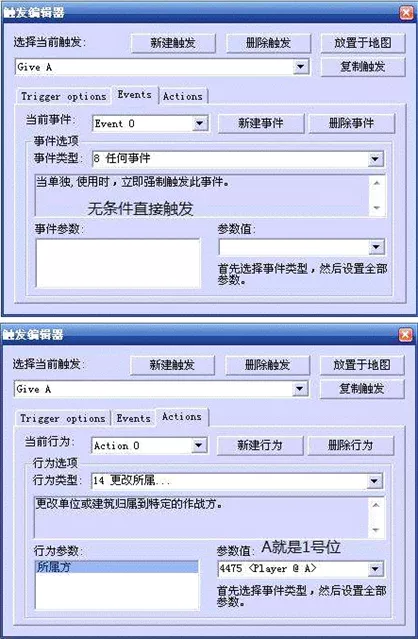 触发编辑器
选择当前触发: 新建触发 删除触发 放置于地图
Give A 复制触发
Trigger options Events Actions
当前事件: Event 0 新建事件 删除事件
事件选项
事件类型: 8 任何事件
当单独,使用时,立即强制触发此事件。
无条件直接触发
事件参数: 参数值:
首先选择事件类型,然后设置全部
参数。
触发编辑器
选择当前触发: 新建触发 删除触发 放置于地图
Give A 复制触发
Trigger options Events Actions
当前行为: Action 0 新建行为 删除行为
行为选项
行为类型: 14 更改所属...
更改单位或建筑归属到特定的作战方。
A就是1号位
行为参数: 参数值:
所属方 4475 <Player @ A>
首先选择事件类型,然后设置全部
参数。